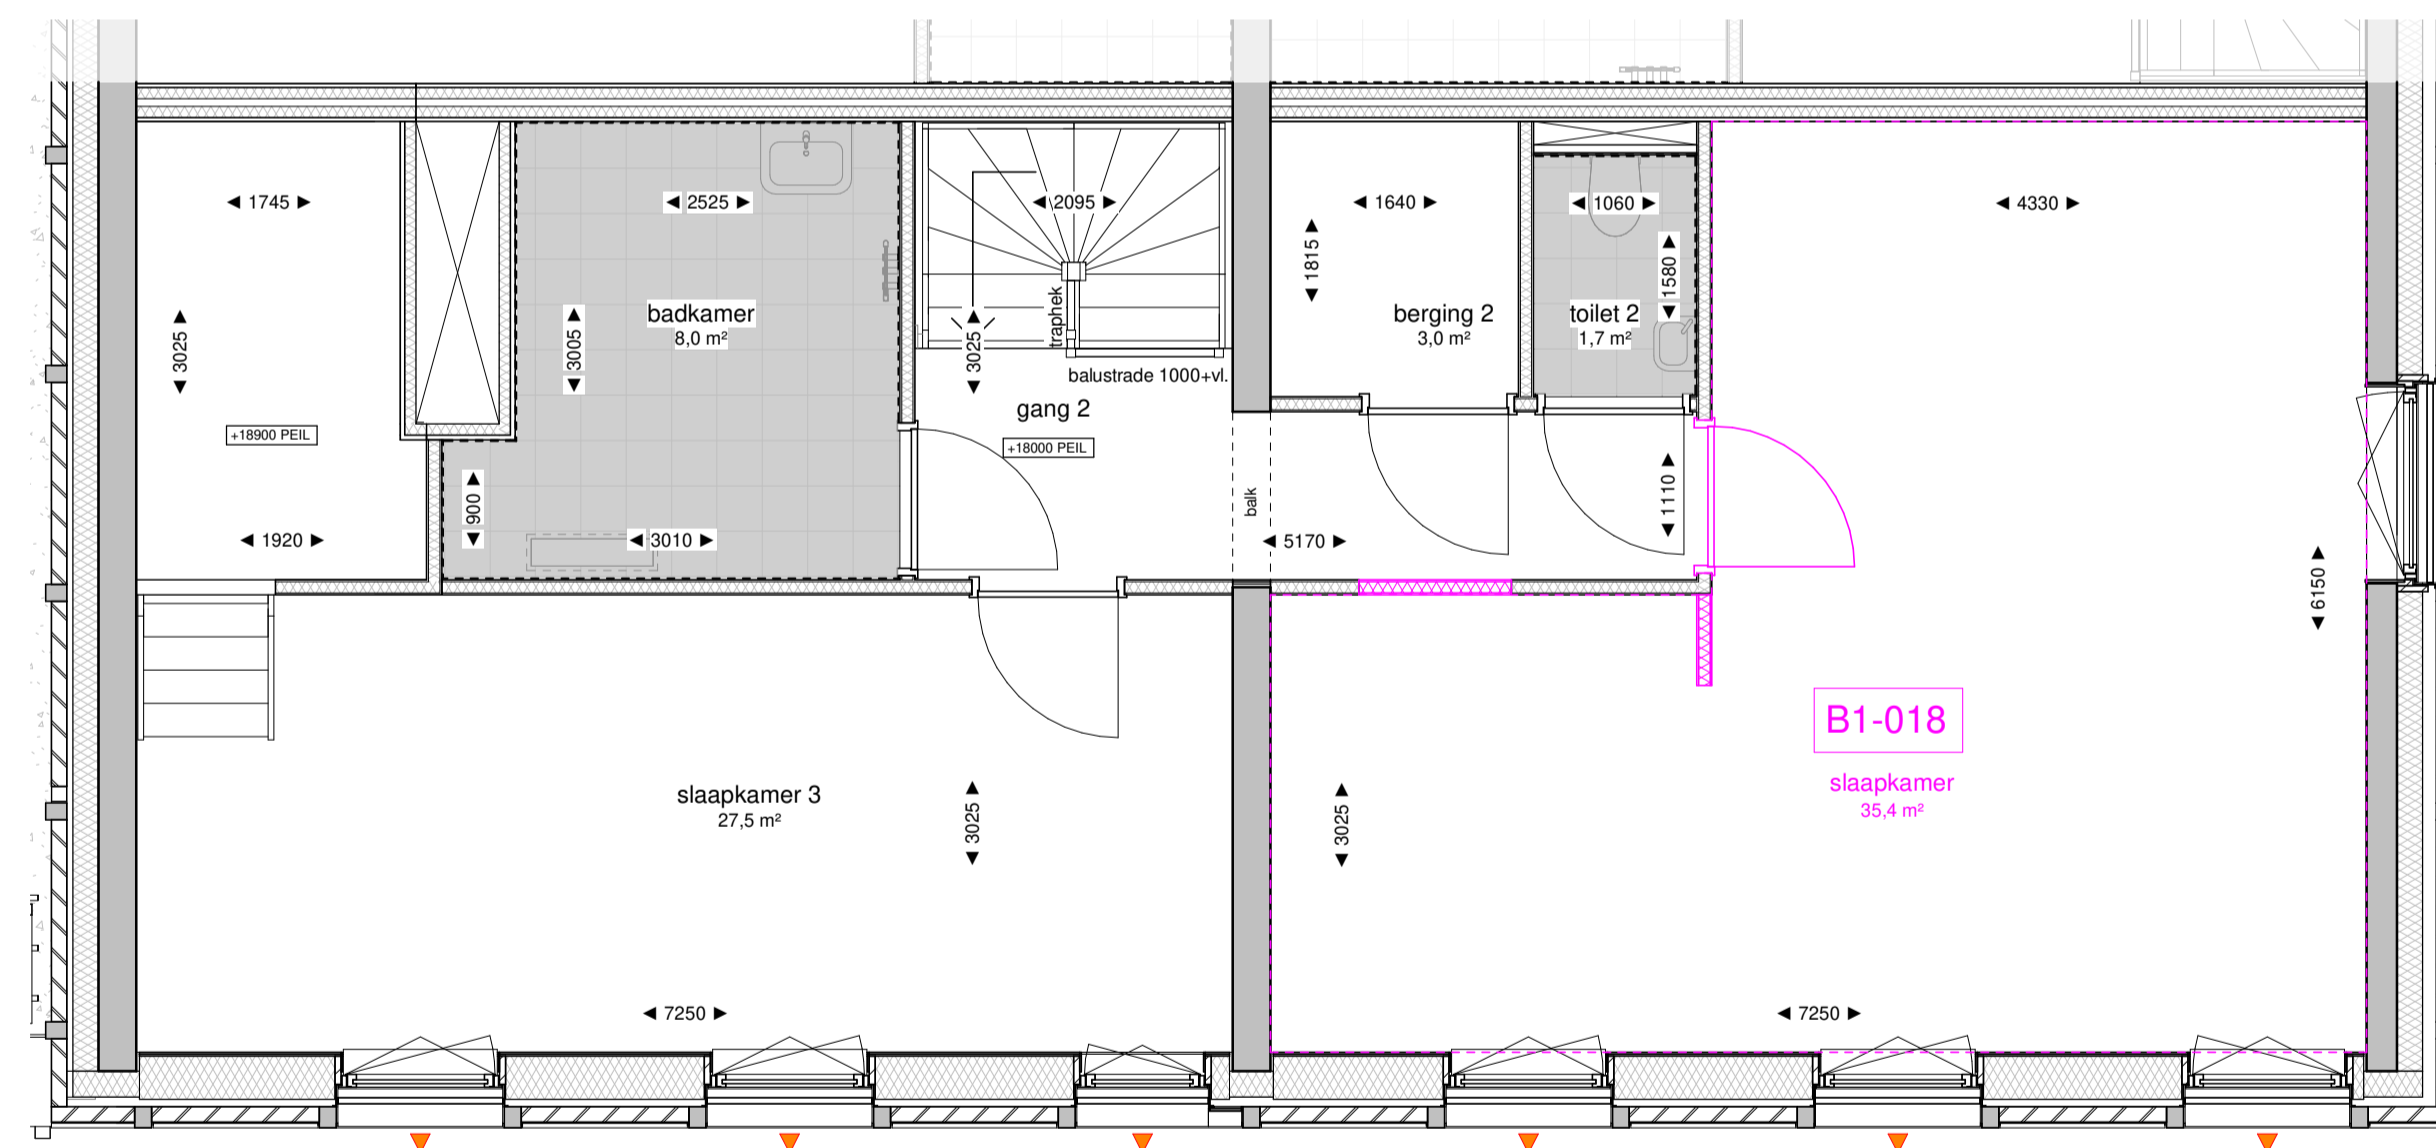 1745
2525
2095
1640
1060
4330
1815
1580
3025
3005
badkamer
8,0 m²
3025
traphek
berging 2
3,0 m²
toilet 2
1,7 m²
balustrade 1000+vl.
gang 2
+18900 PEIL
+18000 PEIL
900
balk
1110
1920
3010
5170
6150
B1-018
slaapkamer
35,4 m²
slaapkamer 3
27,5 m²
3025
3025
7250
7250